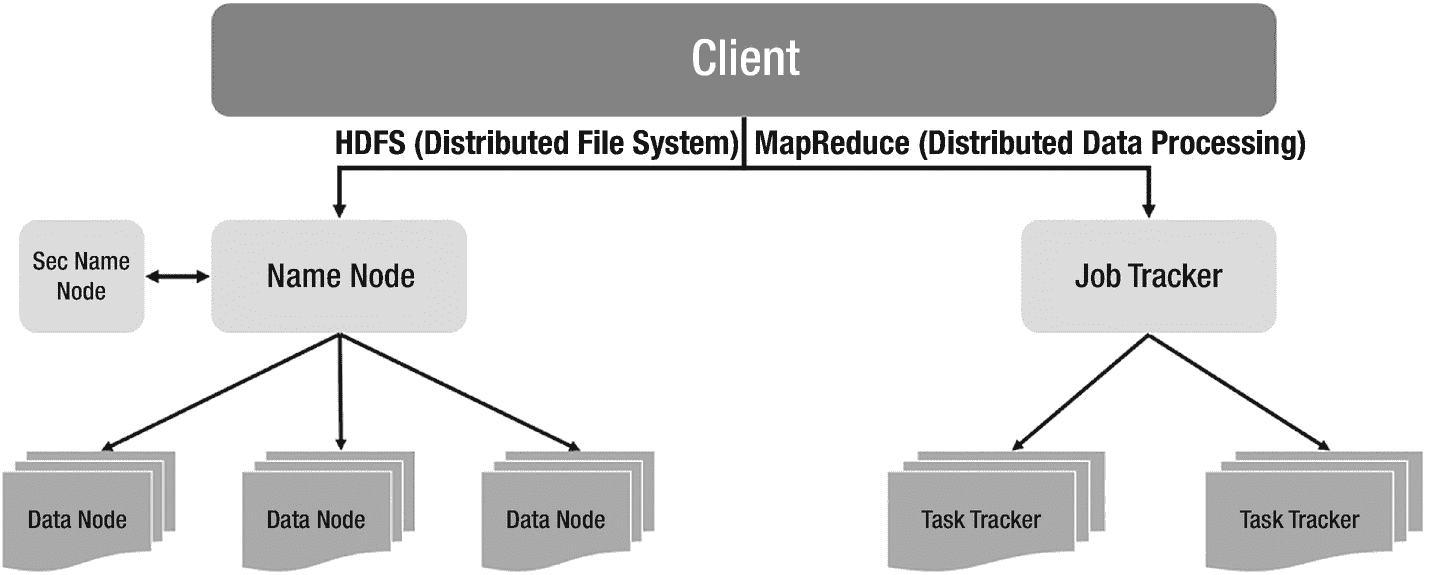 Client
HDFS (Distributed File System)
MapReduce (Distributed Data Processing)
Sec Name
Node
Name Node
Job Tracker
Data Node
Data Node
Data Node
Task Tracker
Task Tracker